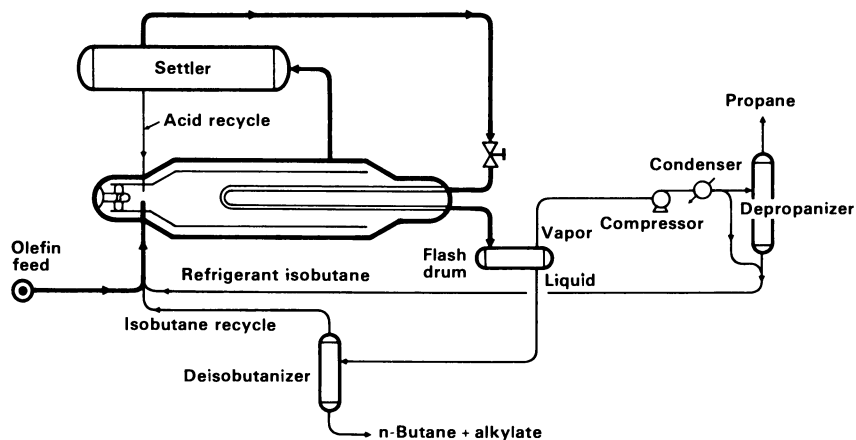 Settler
Acid recycle
Propane
Condenser
Compressor
Depropanizer
Olefin
feed
Flash
drum
Vapor
Liquid
Refrigerant isobutane
Isobutane recycle
Deisobutanizer
n-Butane + alkylate